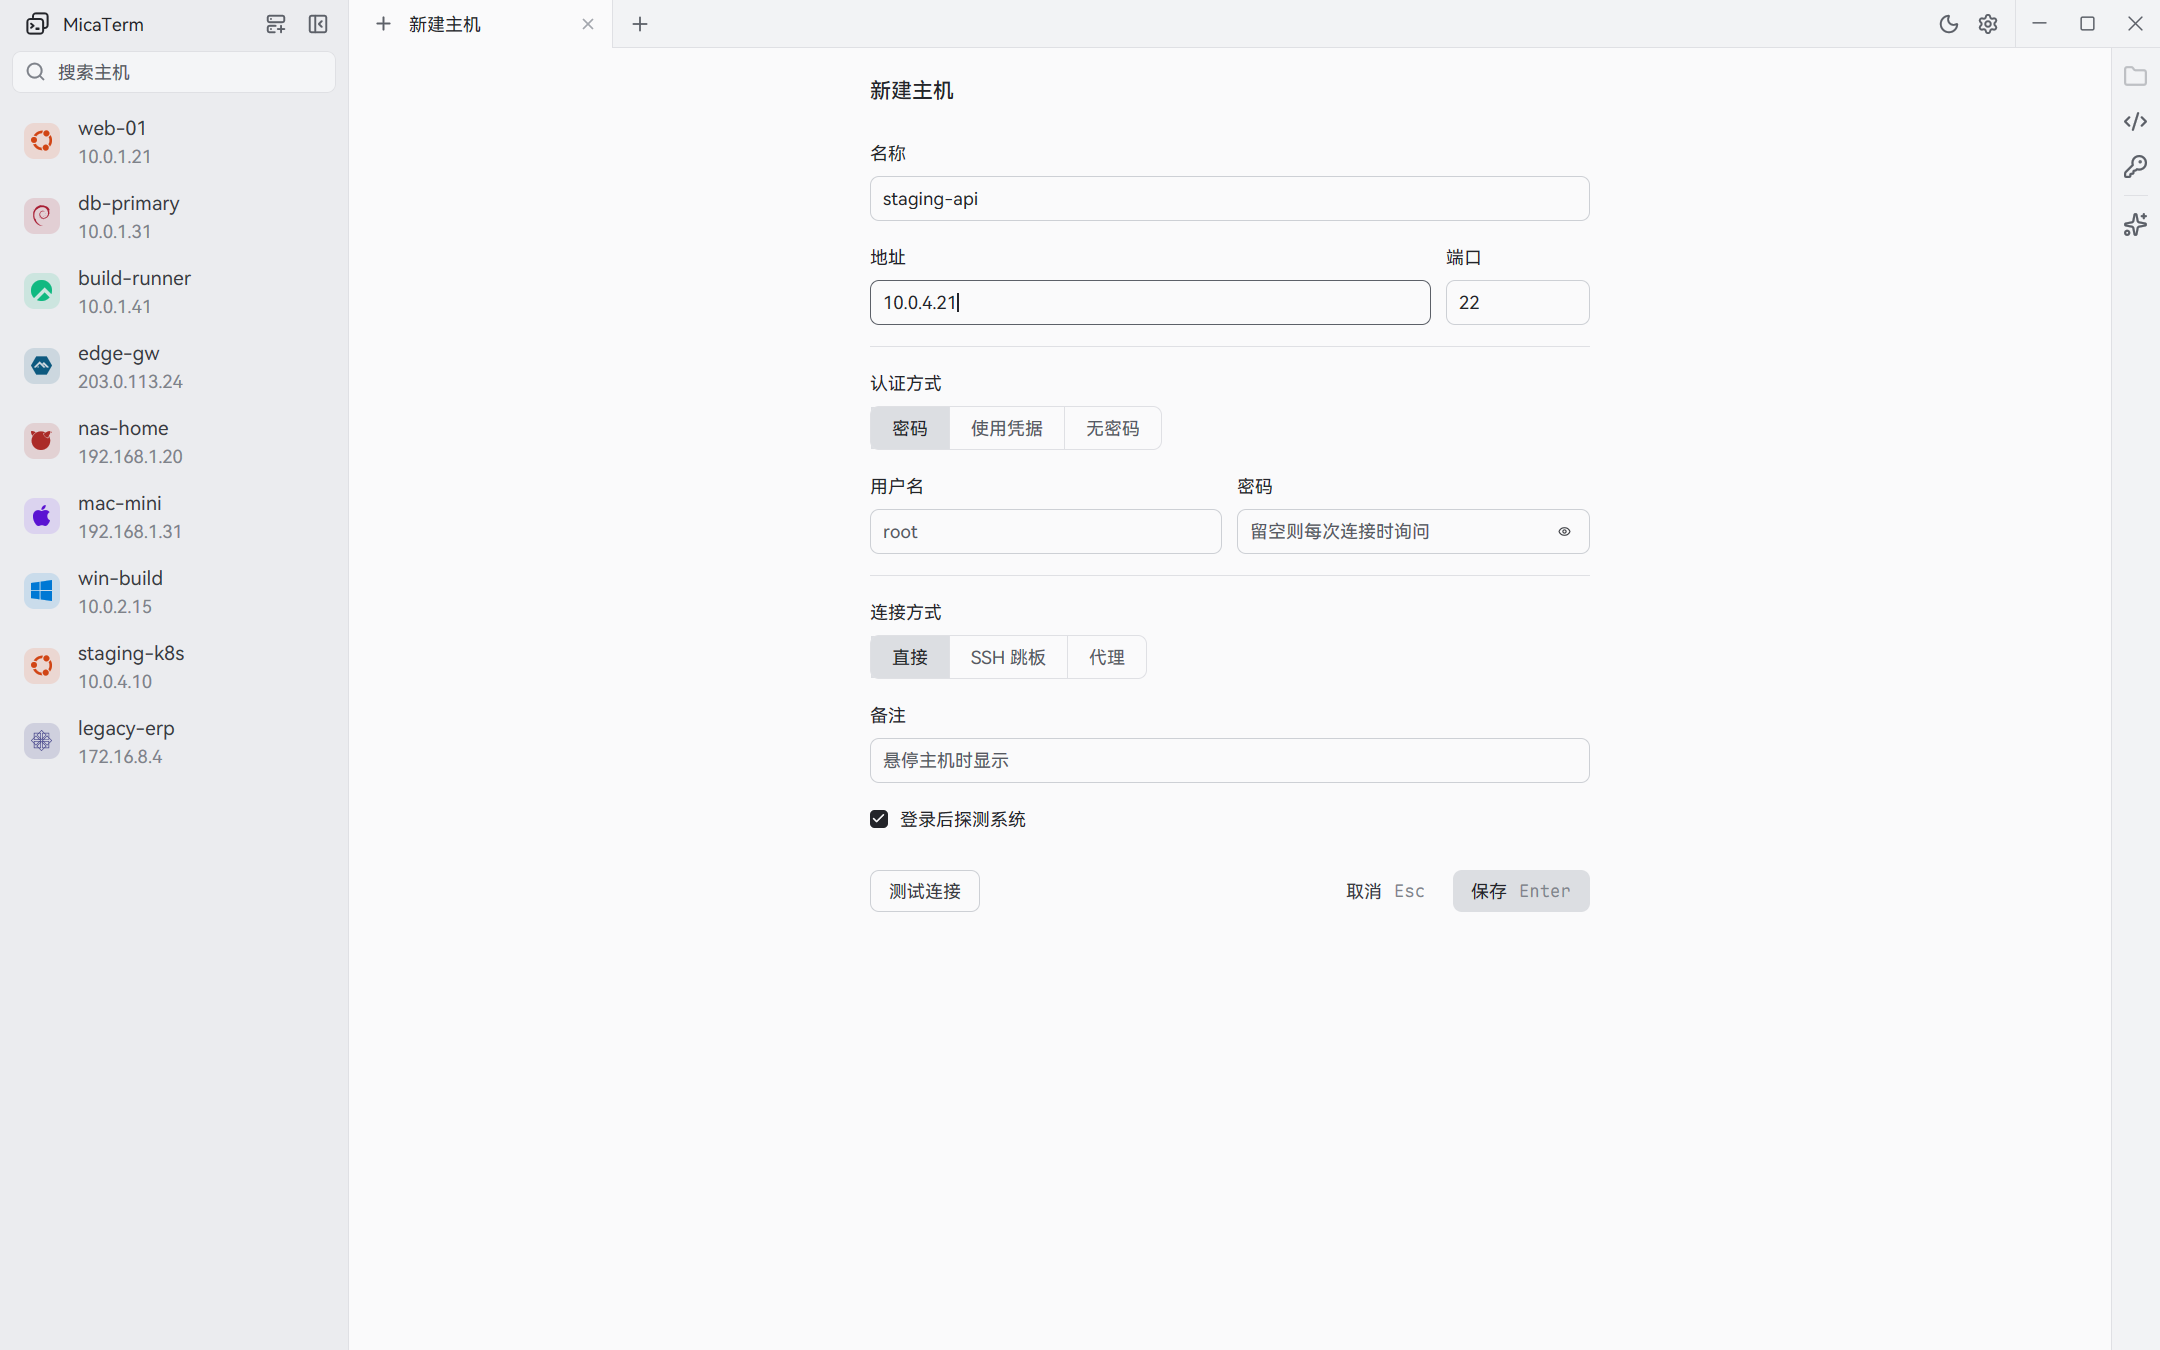 MicaTerm
搜索主机
web-01
10.0.1.21
db-primary
10.0.1.31
build-runner
10.0.1.41
edge-gw
203.0.113.24
nas-home
192.168.1.20
mac-mini
192.168.1.31
win-build
10.0.2.15
staging-k8s
10.0.4.10
legacy-erp
172.16.8.4
新建主机
新建主机
名称
staging-api
地址 端口
10.0.4.21 22
认证方式
密码 使用凭据 无密码
用户名 密码
root 留空则每次连接时询问
连接方式
直接 SSH 跳板 代理
备注
悬停主机时显示
登录后探测系统
测试连接 取消 Esc 保存 Enter